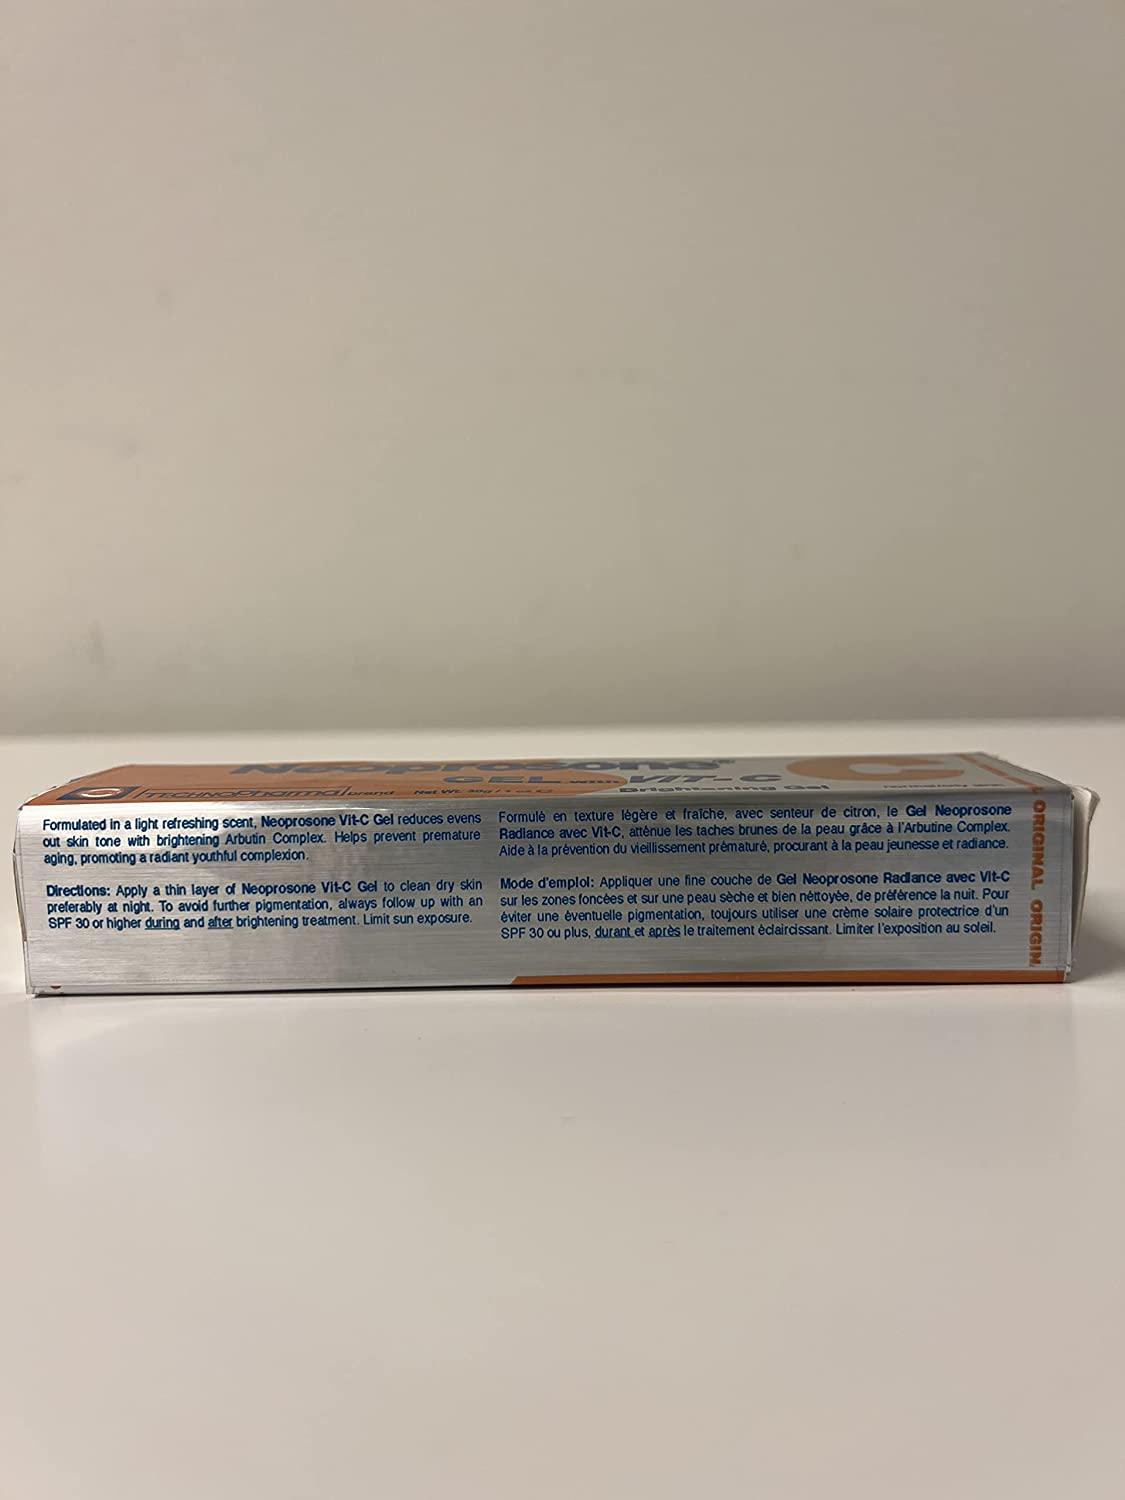 Neoprosone®
GEL with VIT-C
TECHNOPharma brand Net Wt. 30g / 1 oz. Brightening Gel
C
Formulated in a light refreshing scent, Neoprosone Vit-C Gel reduces evens
out skin tone with brightening Arbutin Complex. Helps prevent premature
aging, promoting a radiant youthful complexion.
Directions: Apply a thin layer of Neoprosone Vit-C Gel to clean dry skin
preferably at night. To avoid further pigmentation, always follow up with an
SPF 30 or higher during and after brightening treatment. Limit sun exposure.
Formulé en texture légère et fraîche, avec senteur de citron, le Gel Neoprosone
Radiance avec Vit-C, atténue les taches brunes de la peau grâce à l'Arbutine Complex.
Aide à la prévention du vieillissement prématuré, procurant à la peau jeunesse et radiance.
Mode d'emploi: Appliquer une fine couche de Gel Neoprosone Radiance avec Vit-C
sur les zones foncées et sur une peau sèche et bien néttoyée, de préférence la nuit. Pour
éviter une éventuelle pigmentation, toujours utiliser une crème solaire protectrice d'un
SPF 30 ou plus, durant et après le traitement éclaircissant. Limiter l'exposition au soleil.
ORIGINAL ORIGIN